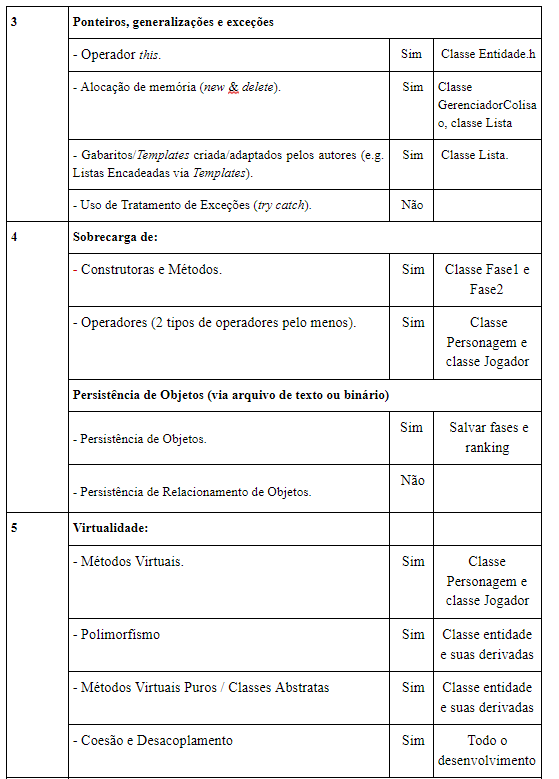 3 Ponteiros, generalizações e exceções
- Operador this. Sim Classe Entidade.h
- Alocação de memória (new & delete). Sim Classe
GerenciadorColisa
o, classe Lista
- Gabaritos/Templates criada/adaptados pelos autores (e.g. Sim Classe Lista.
Listas Encadeadas via Templates).
- Uso de Tratamento de Exceções (try catch). Não
4 Sobrecarga de:
- Construtoras e Métodos. Sim Classe Fase1 e
Fase2
- Operadores (2 tipos de operadores pelo menos). Sim Classe
Personagem e
classe Jogador
Persistência de Objetos (via arquivo de texto ou binário)
- Persistência de Objetos. Sim Salvar fases e
ranking
- Persistência de Relacionamento de Objetos. Não
5 Virtualidade:
- Métodos Virtuais. Sim Classe
Personagem e
classe Jogador
- Polimorfísmo Sim Classe entidade
e suas derivadas
- Métodos Virtuais Puros / Classes Abstratas Sim Classe entidade
e suas derivadas
- Coesão e Desacoplamento Sim Todo o
desenvolvimento